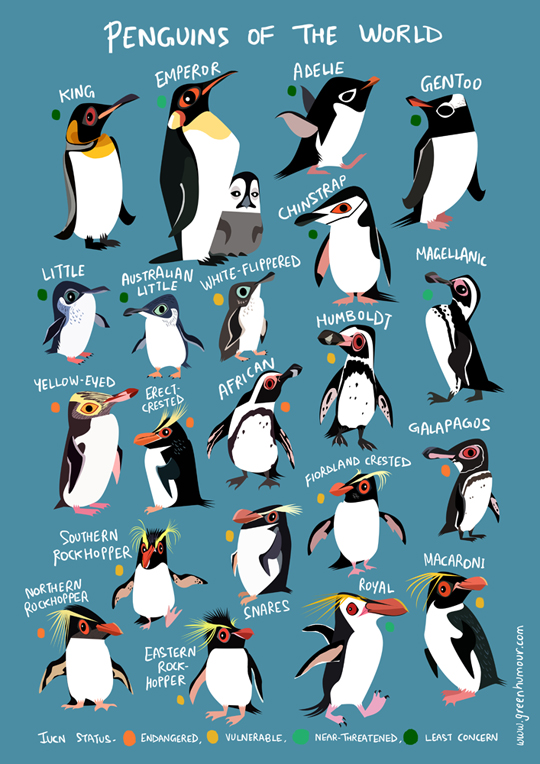 PENGUINS OF THE WORLD
KING
EMPEROR
ADELIE
GENTOO
CHINSTRAP
LITTLE
AUSTRALIAN
LITTLE
WHITE-FLIPPERED
MAGELLANIC
HUMBOLDT
YELLOW-EYED
ERECT-
CRESTED
AFRICAN
GALAPAGOS
FIORDLAND CRESTED
SOUTHERN
ROCKHOPPER
SNARES
MACARONI
NORTHERN
ROCKHOPPER
ROYAL
EASTERN
ROCK-
HOPPER
www.greenhumour.com
IUCN STATUS- ENDANGERED, VULNERABLE. NEAR-THREATENED, LEAST CONCERN